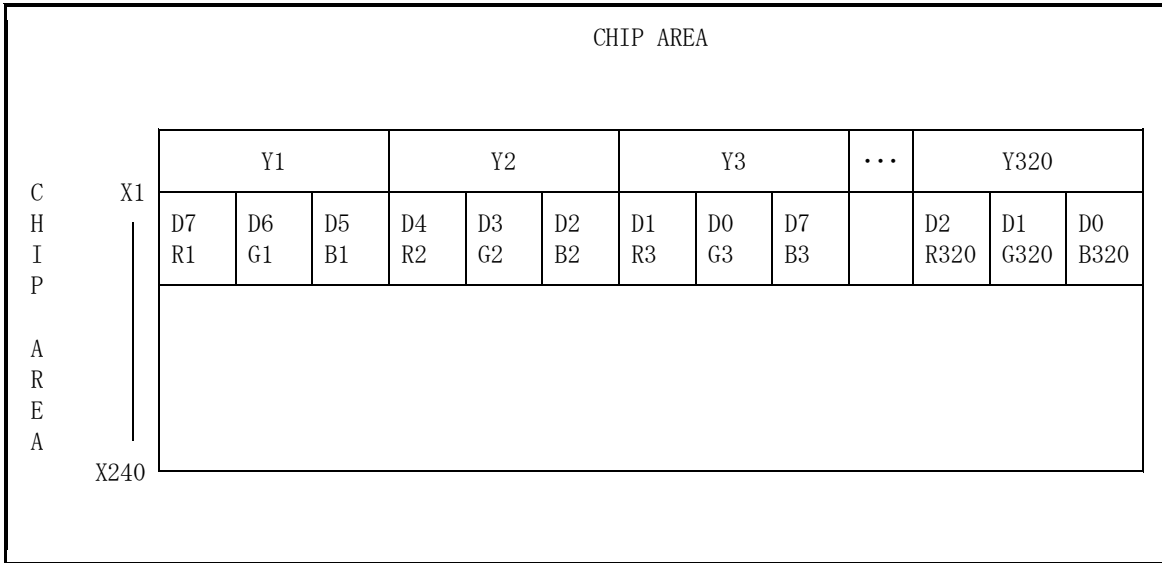 CHIP AREA
Y1 Y2 Y3 ··· Y320
X1
D7 D6 D5 D4 D3 D2 D1 D0 D7 D2 D1 D0
R1 G1 B1 R2 G2 B2 R3 G3 B3 R320 G320 B320
X240
C
H
I
P
A
R
E
A